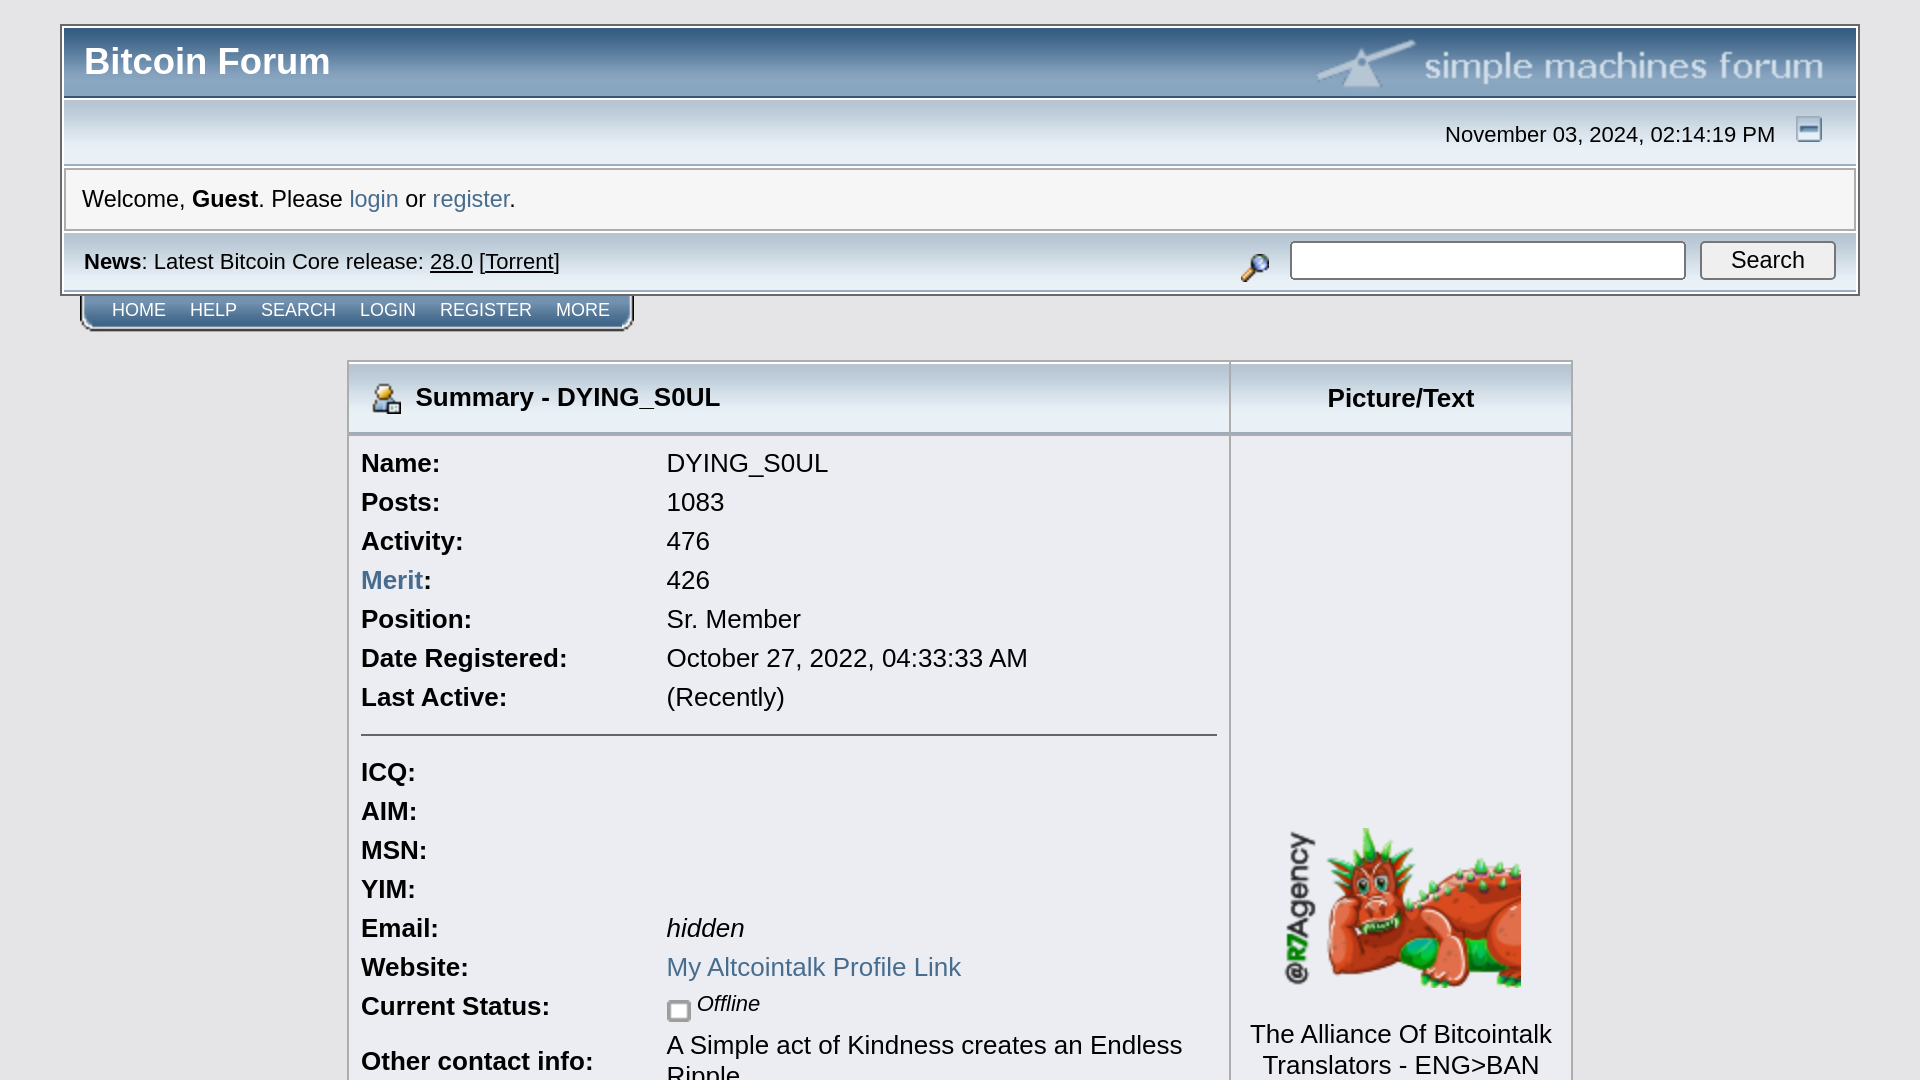 Bitcoin Forum
simple machines forum
November 03, 2024, 02:14:19 PM
Welcome, Guest. Please login or register.
News: Latest Bitcoin Core release: 28.0 [Torrent]
Search
HOME HELP SEARCH LOGIN REGISTER MORE
Summary - DYING_S0UL
Picture/Text
Name: DYING_S0UL
Posts: 1083
Activity: 476
Merit: 426
Position: Sr. Member
Date Registered: October 27, 2022, 04:33:33 AM
Last Active: (Recently)
ICQ:
AIM:
MSN:
YIM:
Email: hidden
Website: My Altcointalk Profile Link
Current Status: Offline
Other contact info: A Simple act of Kindness creates an Endless
Ripple
@R7Agency
The Alliance Of Bitcointalk
Translators - ENG>BAN